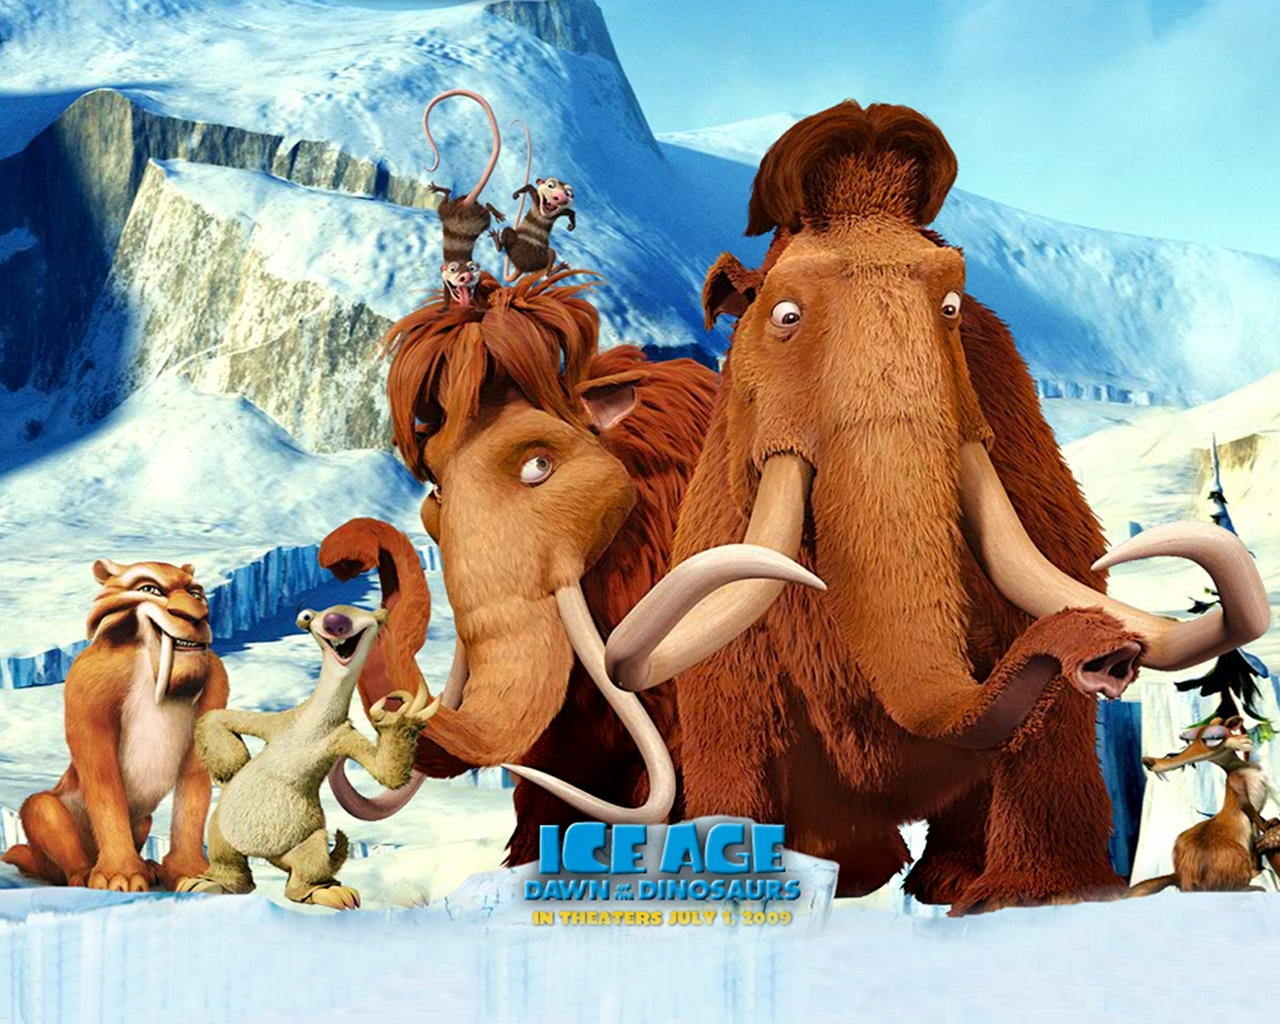 ICE AGE
DAWN OF THE DINOSAURS
IN THEATERS JULY 1, 2009